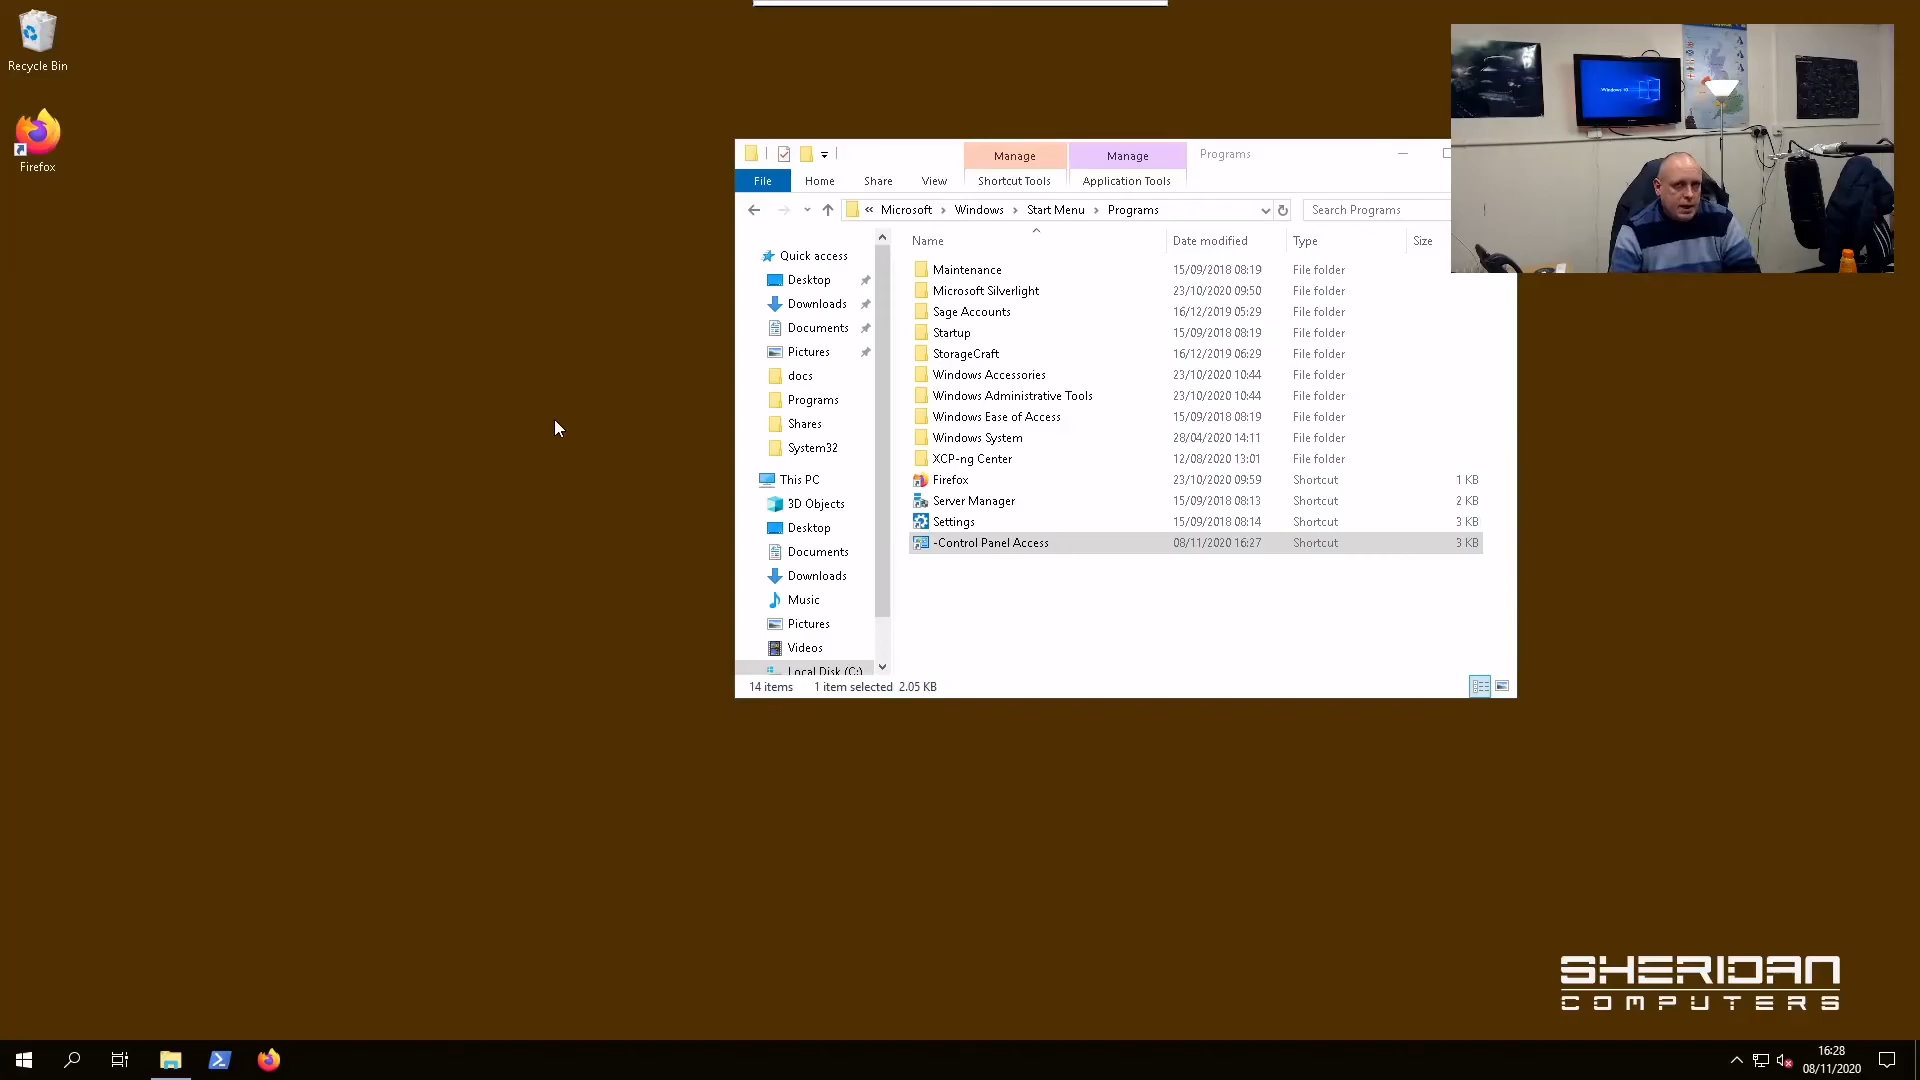 Recycle Bin
Firefox
Manage
Manage
Programs
File
Home
Share
View
Shortcut Tools
Application Tools
« Microsoft › Windows › Start Menu › Programs
Search Programs
Name
Date modified
Type
Size
Quick access
Desktop
Downloads
Documents
Pictures
docs
Programs
Shares
System32
This PC
3D Objects
Desktop
Documents
Downloads
Music
Pictures
Videos
Local Disk (C:)
Maintenance 15/09/2018 08:19 File folder
Microsoft Silverlight 23/10/2020 09:50 File folder
Sage Accounts 16/12/2019 05:29 File folder
Startup 15/09/2018 08:19 File folder
StorageCraft 16/12/2019 06:29 File folder
Windows Accessories 23/10/2020 10:44 File folder
Windows Administrative Tools 23/10/2020 10:44 File folder
Windows Ease of Access 15/09/2018 08:19 File folder
Windows System 28/04/2020 14:11 File folder
XCP-ng Center 12/08/2020 13:01 File folder
Firefox 23/10/2020 09:59 Shortcut 1 KB
Server Manager 15/09/2018 08:13 Shortcut 2 KB
Settings 15/09/2018 08:14 Shortcut 3 KB
-Control Panel Access 08/11/2020 16:27 Shortcut 3 KB
14 items 1 item selected 2.05 KB
Windows 10
SHERIDAN
COMPUTERS
16:28
08/11/2020